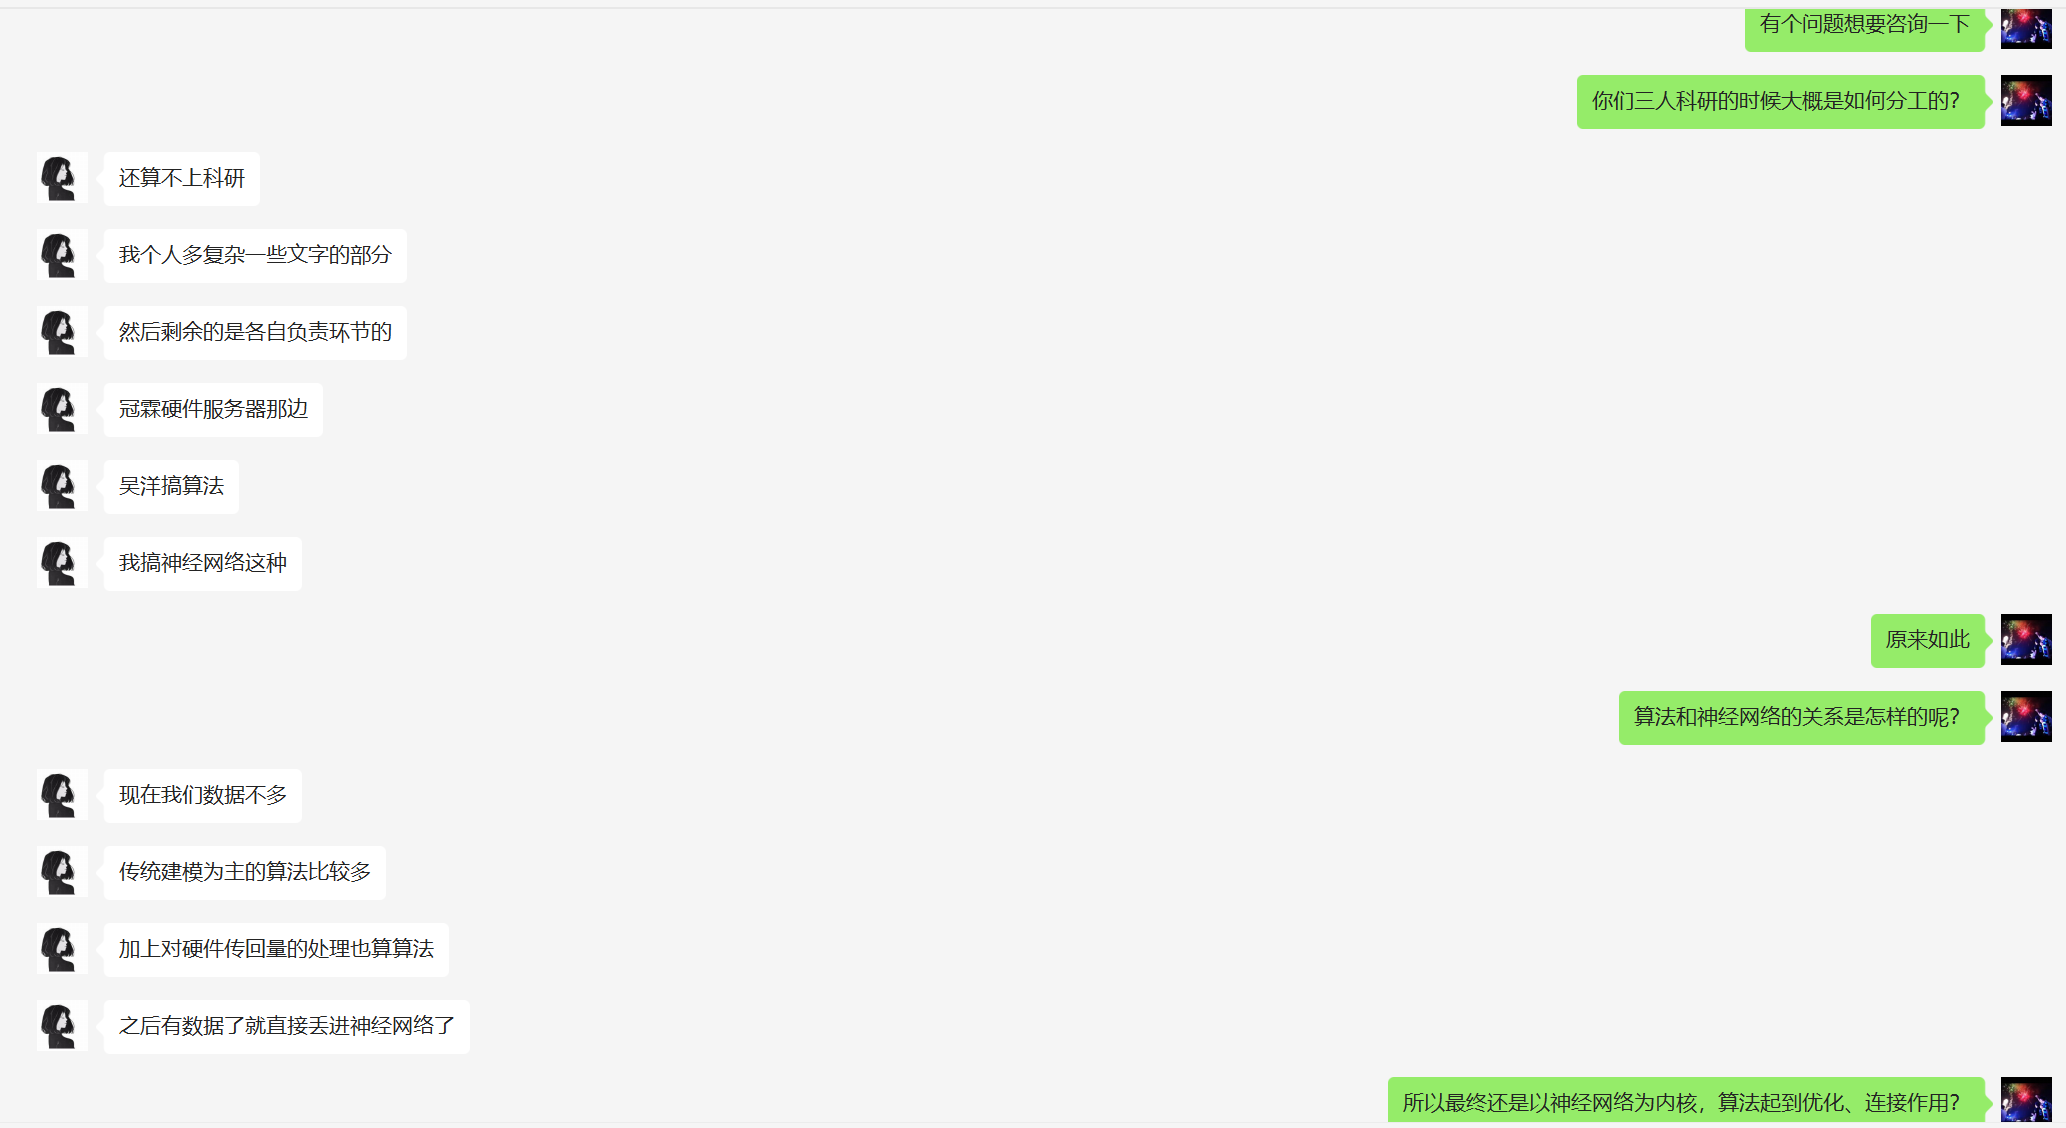 有个问题想要咨询一下
你们三人科研的时候大概是如何分工的?
还算不上科研
我个人多复杂一些文字的部分
然后剩余的是各自负责环节的
冠霖硬件服务器那边
吴洋搞算法
我搞神经网络这种
原来如此
算法和神经网络的关系是怎样的呢?
现在我们数据不多
传统建模为主的算法比较多
加上对硬件传回量的处理也算算法
之后有数据了就直接丢进神经网络了
所以最终还是以神经网络为内核，算法起到优化、连接作用?